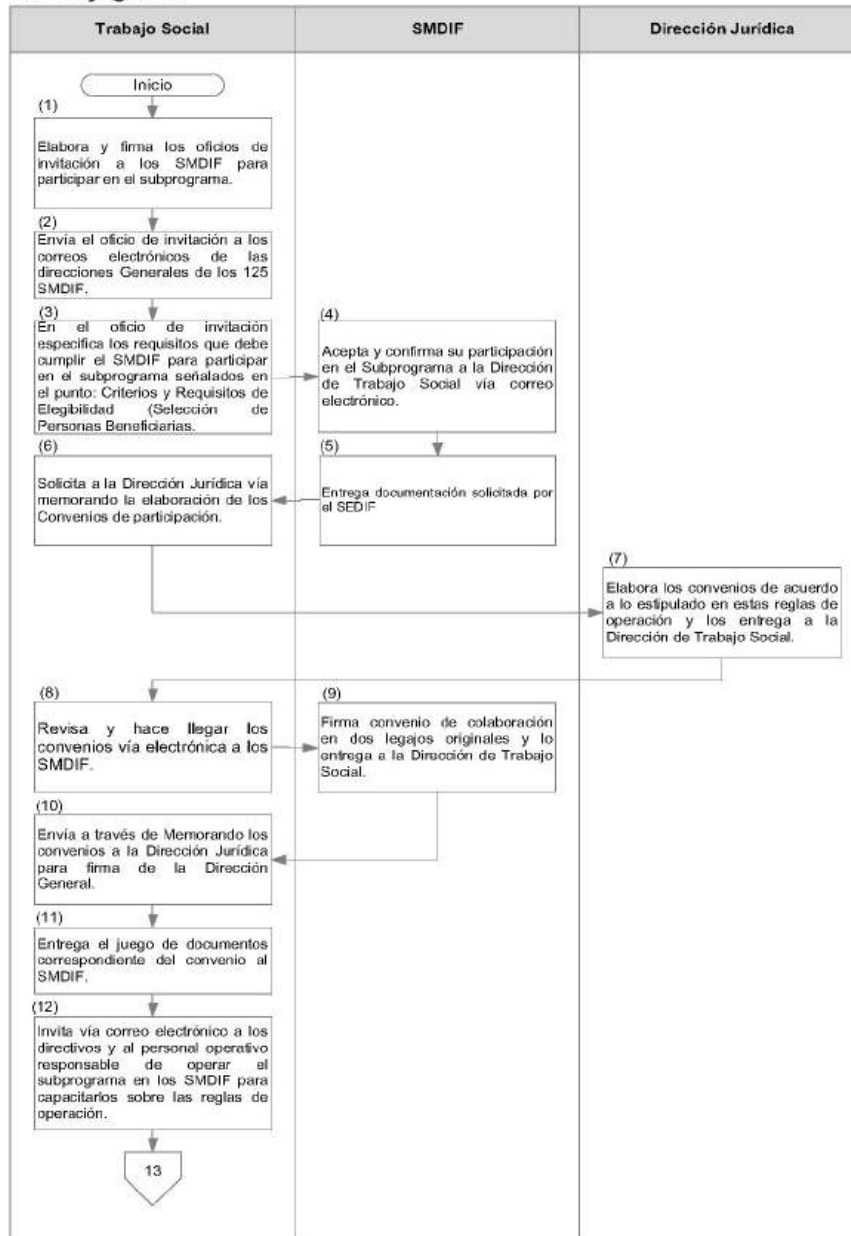 Trabajo Social
SMDIF
Dirección Jurídica
Inicio
(1)
Elabora y firma los oficios de
invitación a los SMDIF para
participar en el subprograma.
(2)
Envía el oficio de invitación a los
correos electrónicos de las
direcciones Generales de los 125
SMDIF.
(3)
En el oficio de invitación
especifica los requisitos que debe
cumplir el SMDIF para participar
en el subprograma señalados en
el punto: Criterios y Requisitos de
Elegibilidad (Selección de
Personas Beneficiarias.
(4)
Acepta y confirma su participación
en el Subprograma a la Dirección
de Trabajo Social vía correo
electrónico.
(5)
Entrega documentación solicitada por
el SEDIF
(6)
Solicita a la Dirección Jurídica vía
memorando la elaboración de los
Convenios de participación.
(7)
Elabora los convenios de acuerdo
a lo estipulado en estas reglas de
operación y los entrega a la
Dirección de Trabajo Social.
(8)
Revisa y hace llegar los
convenios vía electrónica a los
SMDIF.
(9)
Firma convenio de colaboración
en dos legajos originales y lo
entrega a la Dirección de Trabajo
Social.
(10)
Envía a través de Memorando los
convenios a la Dirección Jurídica
para firma de la Dirección
General.
(11)
Entrega el juego de documentos
correspondiente del convenio al
SMDIF.
(12)
Invita vía correo electrónico a los
directivos y al personal operativo
responsable de operar el
subprograma en los SMDIF para
capacitarlos sobre las reglas de
operación.
13